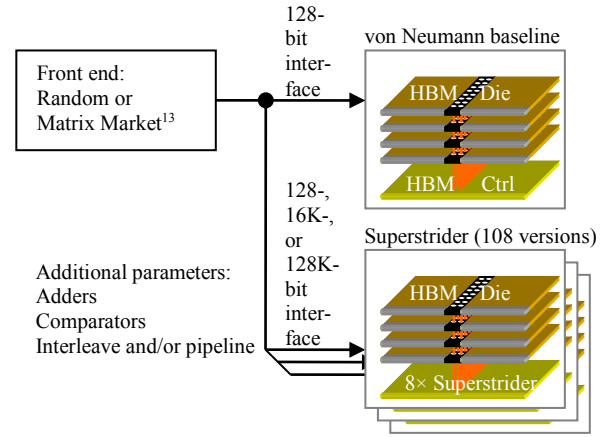 128-
bit
inter-
face
von Neumann baseline
Front end:
Random or
Matrix Market13
HBM Die
HBM Ctrl
128-,
16K-,
or
128K-
bit
inter-
face
Superstrider (108 versions)
Additional parameters:
Adders
Comparators
Interleave and/or pipeline
HBM Die
8× Superstrider